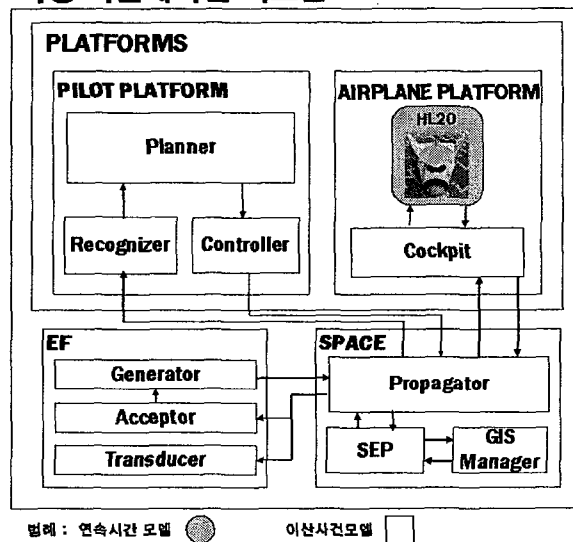 PLATFORMS
PILOT PLATFORM
AIRPLANE PLATFORM
HL20
Planner
Recognizer
Controller
Cockpit
EF
SPACE
Generator
Propagator
Acceptor
SEP
GIS
Manager
Transducer
범례 : 연속시간 모델
이산사건모델